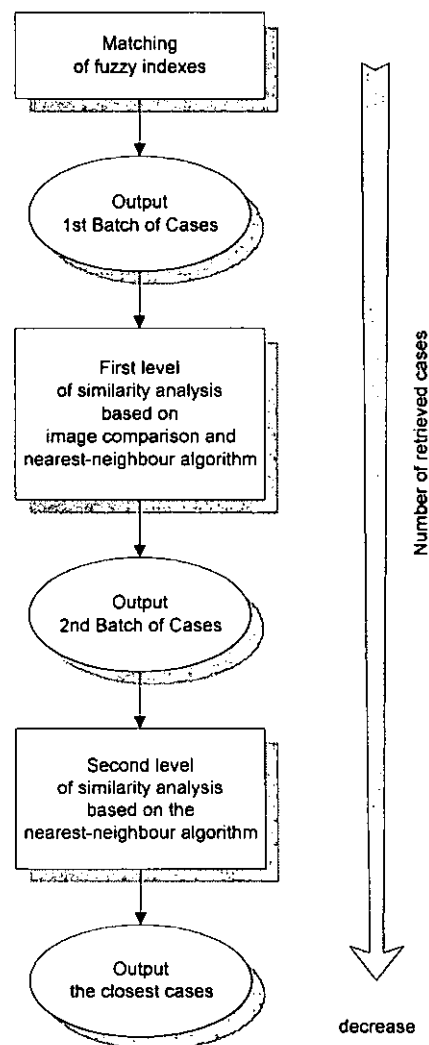 Matching
of fuzzy indexes
Output
1st Batch of Cases
First level
of similarity analysis
based on
image comparison and
nearest-neighbour algorithm
Output
2nd Batch of Cases
Second level
of similarity analysis
based on the
nearest-neighbour algorithm
Output
the closest cases
Number of retrieved cases
decrease